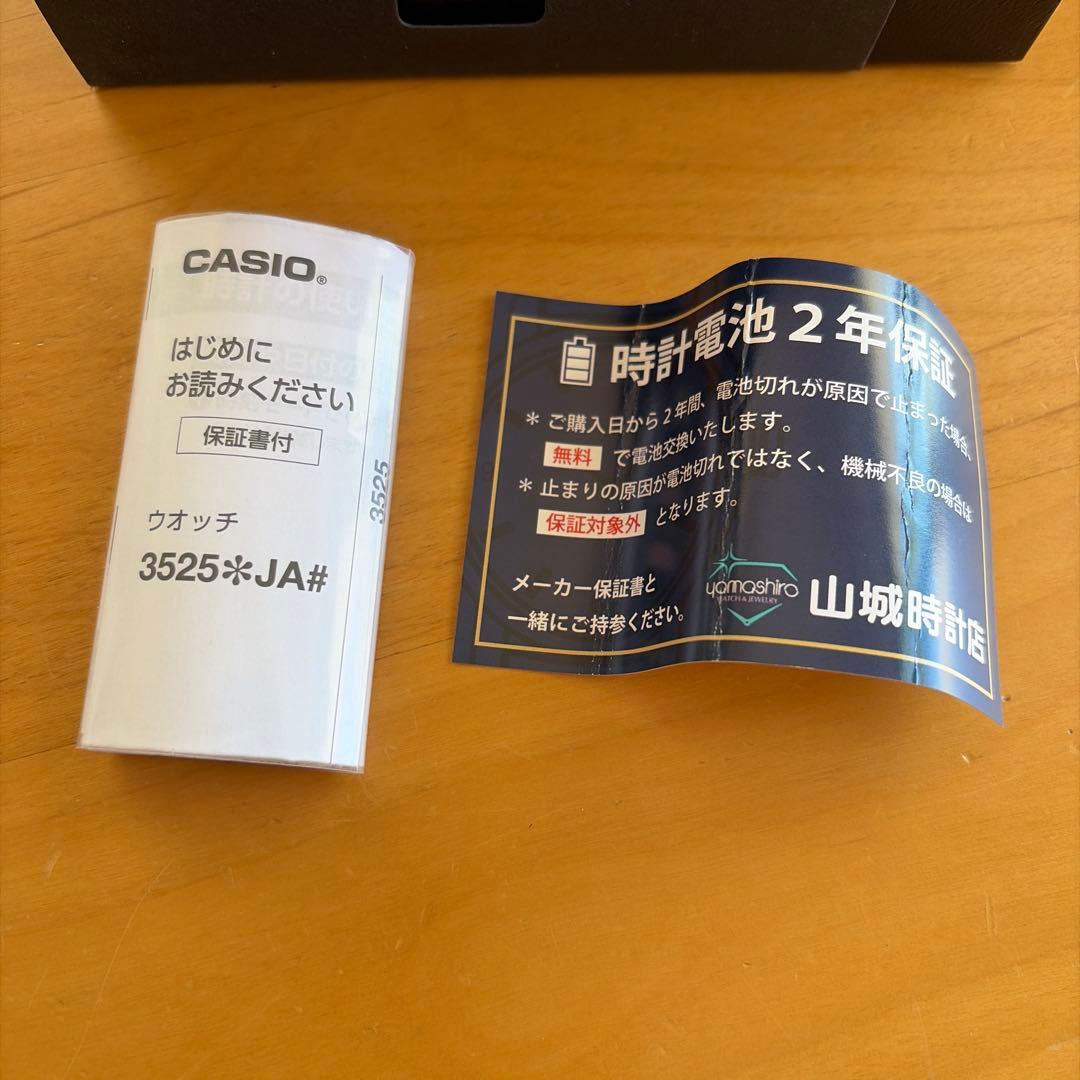 CASIO®
はじめに
お読みください
保証書付
ウオッチ
3525✽JA#
3525
時計電池2年保証
＊ご購入日から2年間、電池切れが原因で止まった場合、
無料 で電池交換いたします。
＊止まりの原因が電池切れではなく、機械不良の場合は
保証対象外 となります。
メーカー保証書と
一緒にご持参ください。
yamashiro
WATCH & JEWELRY
山城時計店